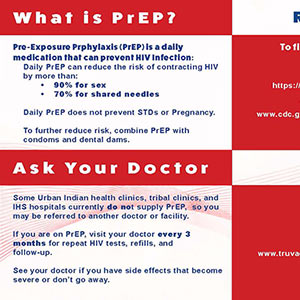 What is PrEP?
R
Pre-Exposure Prphylaxis (PrEP) is a daily
medication that can prevent HIV infection:
Daily PrEP can reduce the risk of contracting HIV
by more than:
• 90% for sex
• 70% for shared needles
Daily PrEP does not prevent STDs or Pregnancy.
To further reduce risk, combine PrEP with
condoms and dental dams.
To fi
https:/
www.cdc.g
Ask Your Doctor
Some Urban Indian health clinics, tribal clinics, and
IHS hospitals currently do not supply PrEP, so you
may be referred to another doctor or facility.
If you are on PrEP, visit your doctor every 3
months for repeat HIV tests, refills, and
follow-up.
See your doctor if you have side effects that become
severe or don't go away.
www.truva